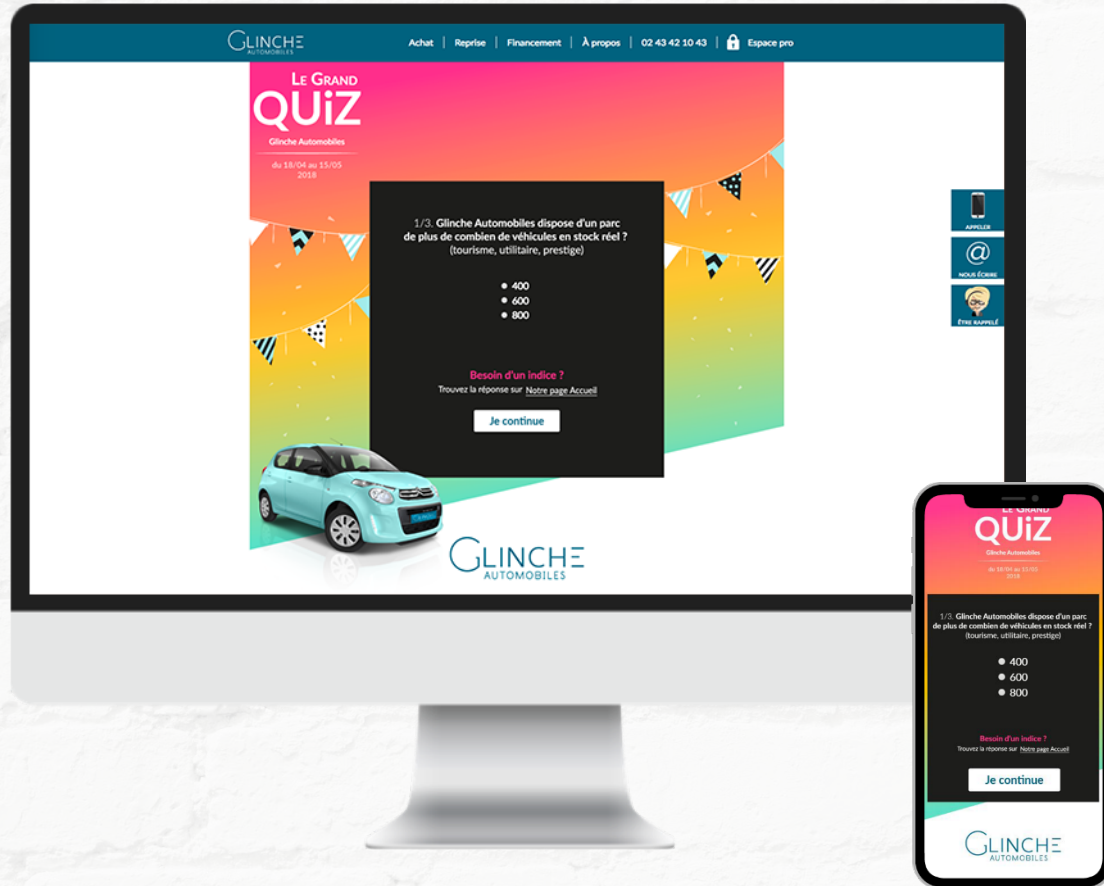 GLINCHE
AUTOMOBILES
Achat | Reprise | Financement | À propos | 02 43 42 10 43 | Espace pro
LE GRAND
QUiZ
Glinche Automobiles
du 18/04 au 15/05
2018
1/3. Glinche Automobiles dispose d'un parc
de plus de combien de véhicules en stock réel ?
(tourisme, utilitaire, prestige)
400
600
800
Besoin d'un indice ?
Trouvez la réponse sur Notre page Accueil
Je continue
GLINCHE
AUTOMOBILES
APPELER
@
NOUS ÉCRIRE
ÊTRE RAPPELÉ
LE GRAND
QUiZ
Glinche Automobiles
du 18/04 au 15/05
2018
1/3. Glinche Automobiles dispose d'un parc
de plus de combien de véhicules en stock réel ?
(tourisme, utilitaire, prestige)
400
600
800
Besoin d'un indice ?
Trouvez la réponse sur Notre page Accueil
Je continue
GLINCHE
AUTOMOBILES